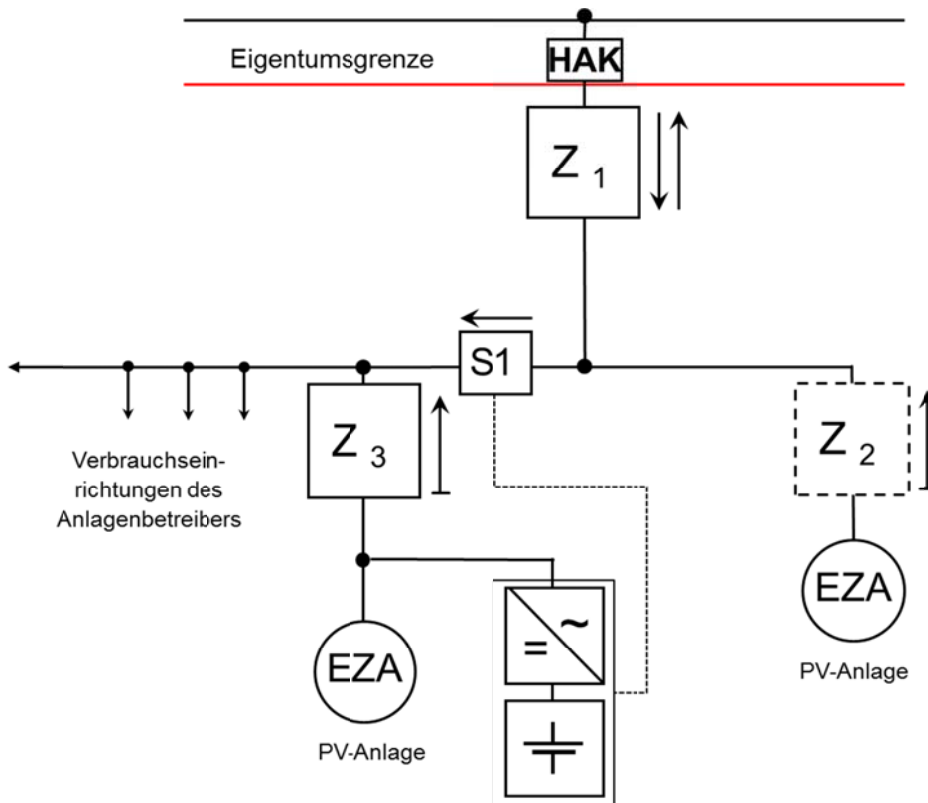 Eigentumsgrenze
HAK
Z 1
S1
Z 3
Z 2
Verbrauchsein-
richtungen des
Anlagenbetreibers
EZA
PV-Anlage
= ~
EZA
PV-Anlage